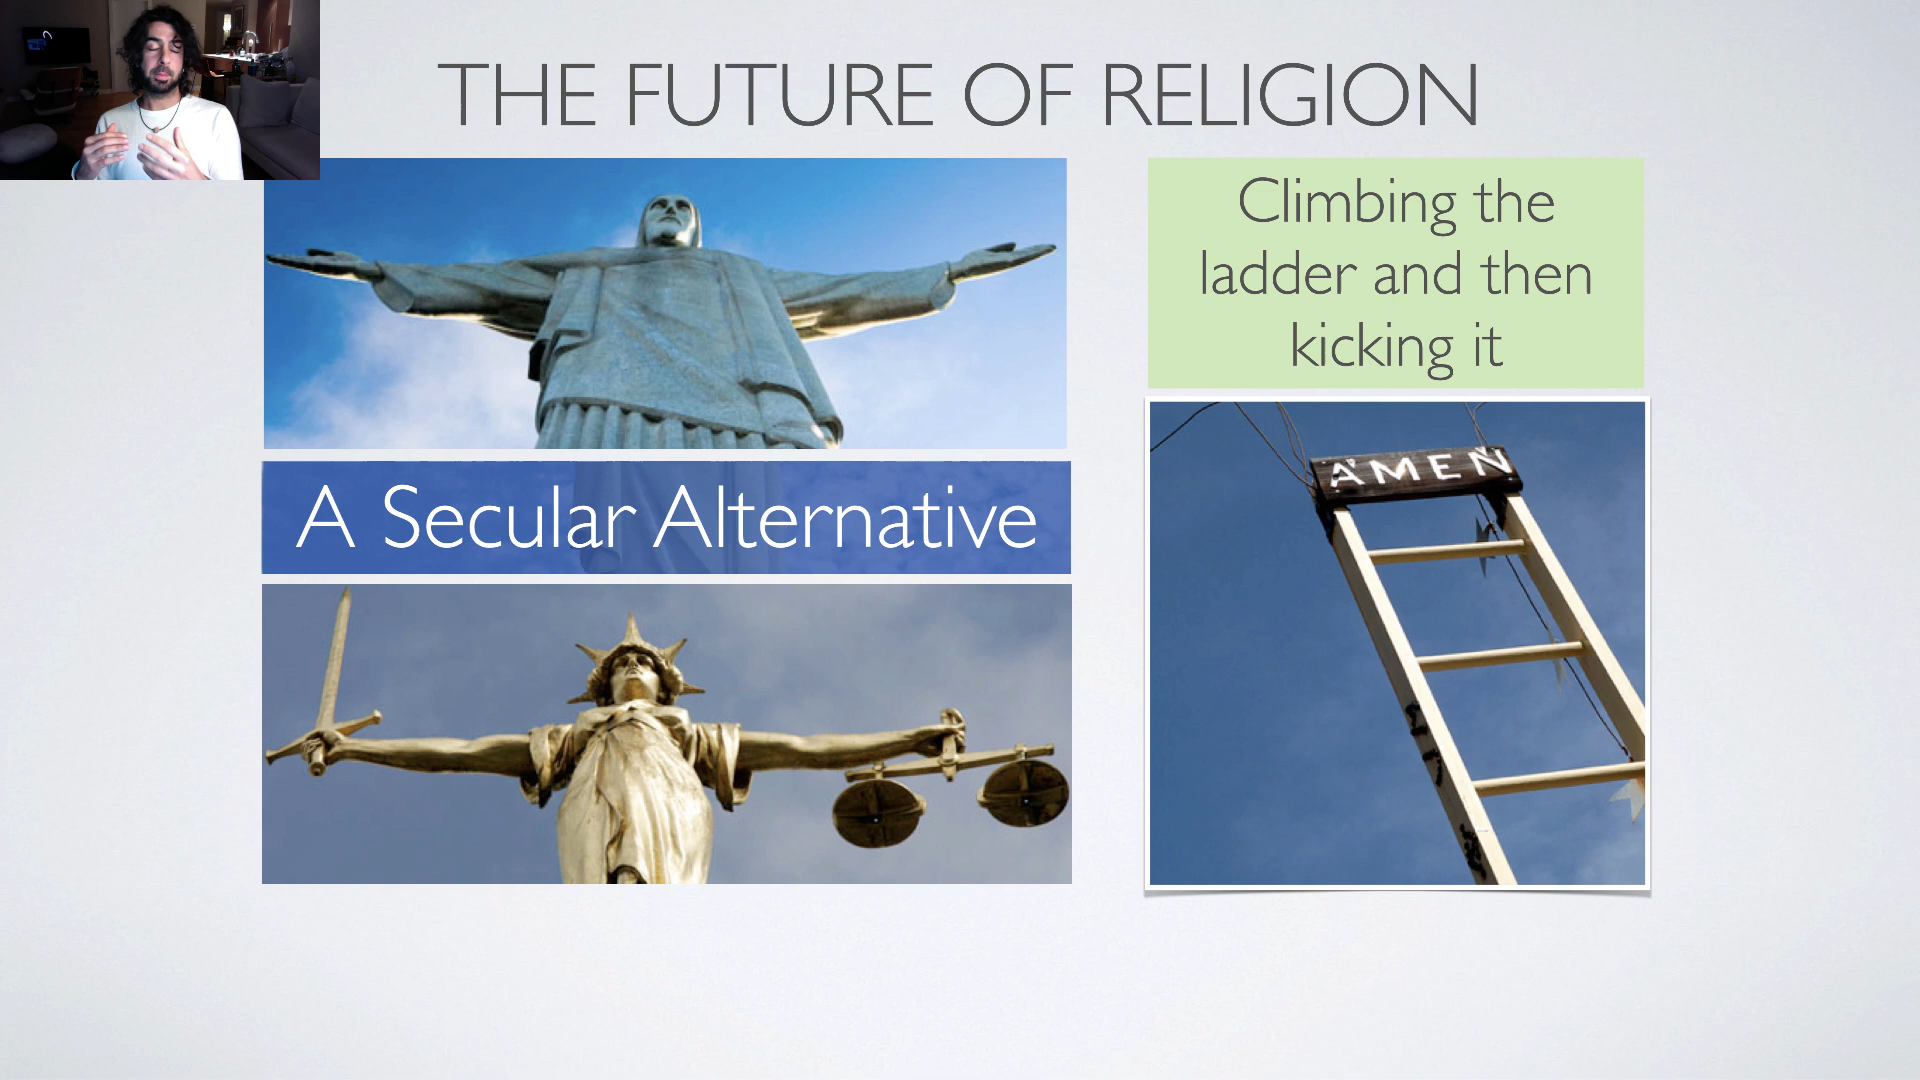 THE FUTURE OF RELIGION
A Secular Alternative
Climbing the
ladder and then
kicking it
AMEN